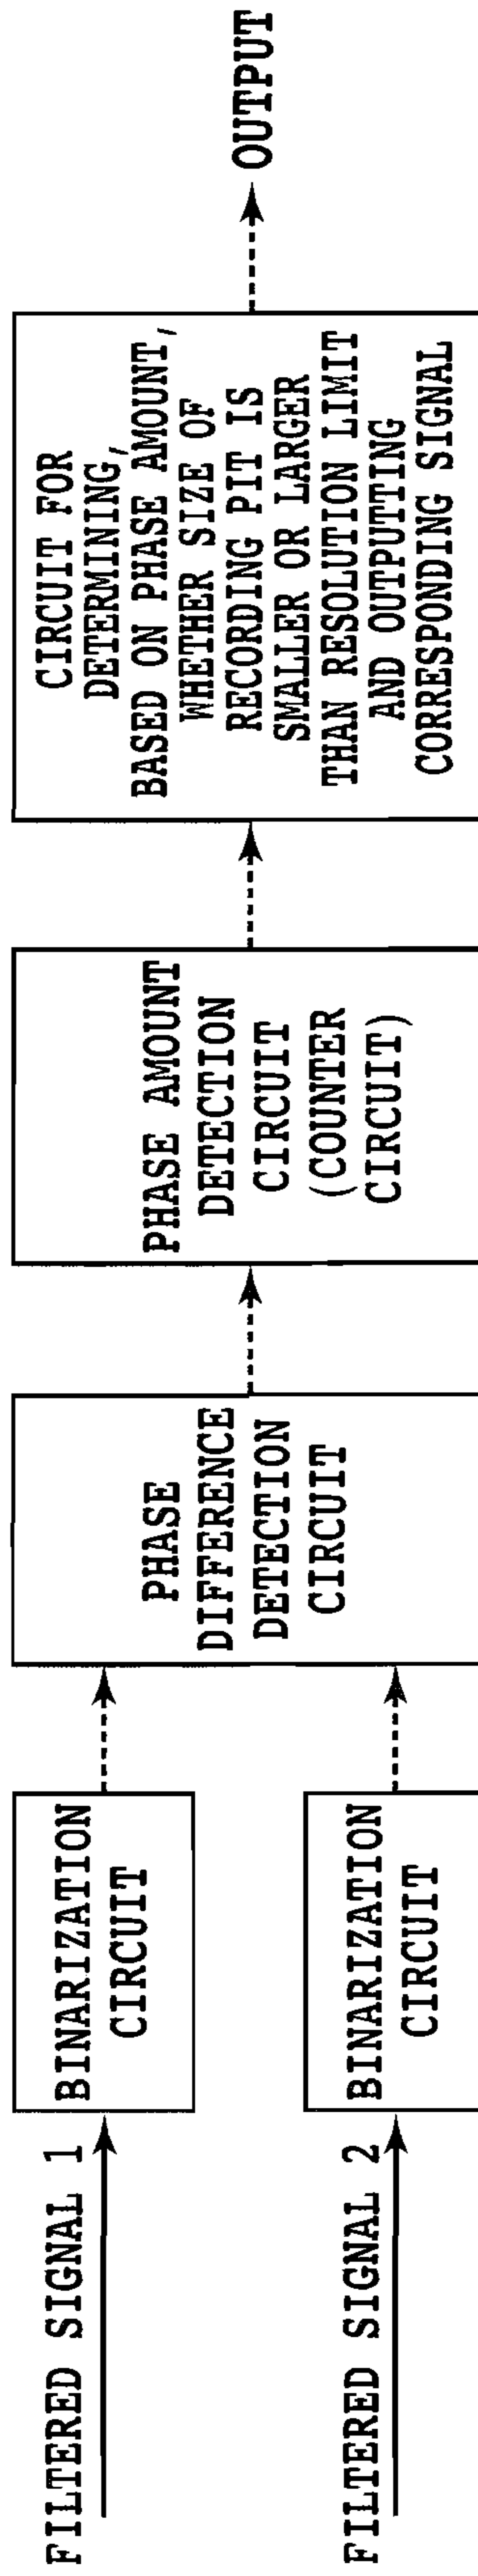 FILTERED SIGNAL 1
BINARIZATION
CIRCUIT
FILTERED SIGNAL 2
BINARIZATION
CIRCUIT
PHASE
DIFFERENCE
DETECTION
CIRCUIT
PHASE AMOUNT
DETECTION
CIRCUIT
(COUNTER
CIRCUIT)
CIRCUIT FOR
DETERMINING,
BASED ON PHASE AMOUNT,
WHETHER SIZE OF
RECORDING PIT IS
SMALLER OR LARGER
THAN RESOLUTION LIMIT
AND OUTPUTTING
CORRESPONDING SIGNAL
OUTPUT